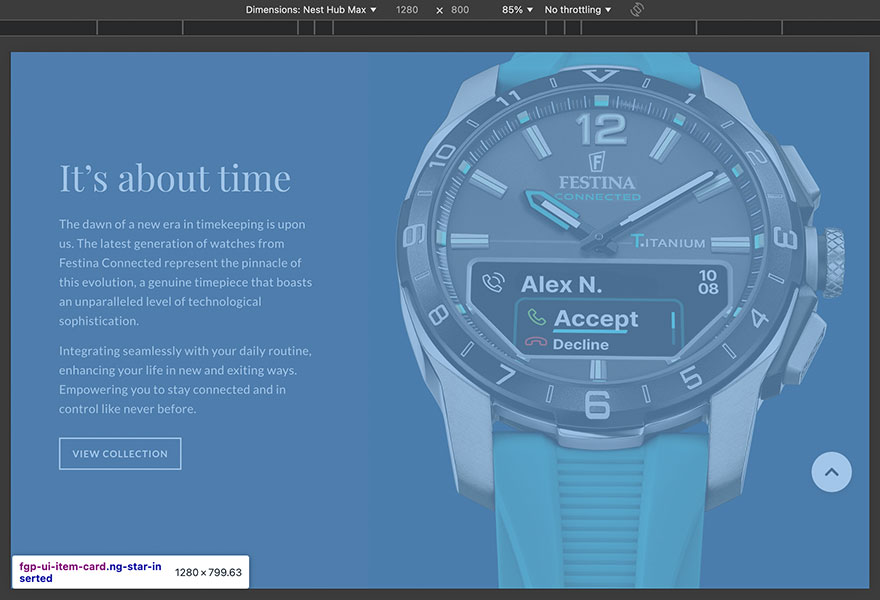 Dimensions: Nest Hub Max ▼ 1280 × 800 85% ▼ No throttling ▼
It’s about time
The dawn of a new era in timekeeping is upon
us. The latest generation of watches from
Festina Connected represent the pinnacle of
this evolution, a genuine timepiece that boasts
an unparalleled level of technological
sophistication.
Integrating seamlessly with your daily routine,
enhancing your life in new and exiting ways.
Empowering you to stay connected and in
control like never before.
VIEW COLLECTION
11
1
10
12
2
F
FESTINA
CONNECTED
9
T.ITANIUM
3
Alex N.
10
08
8
Accept
4
Decline
7
5
6
fgp-ui-item-card.ng-star-in
serted
1280×799.63